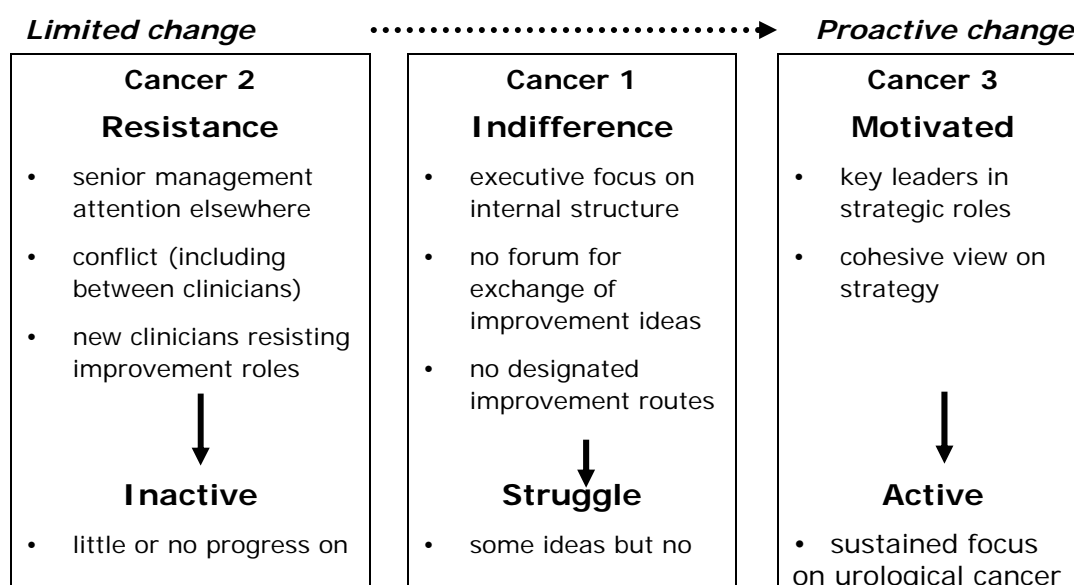 Limited change
Proactive change
Cancer 2
Resistance
• senior management
attention elsewhere
• conflict (including
between clinicians)
• new clinicians resisting
improvement roles
Inactive
• little or no progress on
Cancer 1
Indifference
• executive focus on
internal structure
• no forum for
exchange of
improvement ideas
• no designated
improvement routes
Struggle
• some ideas but no
Cancer 3
Motivated
• key leaders in
strategic roles
• cohesive view on
strategy
Active
• sustained focus
on urological cancer